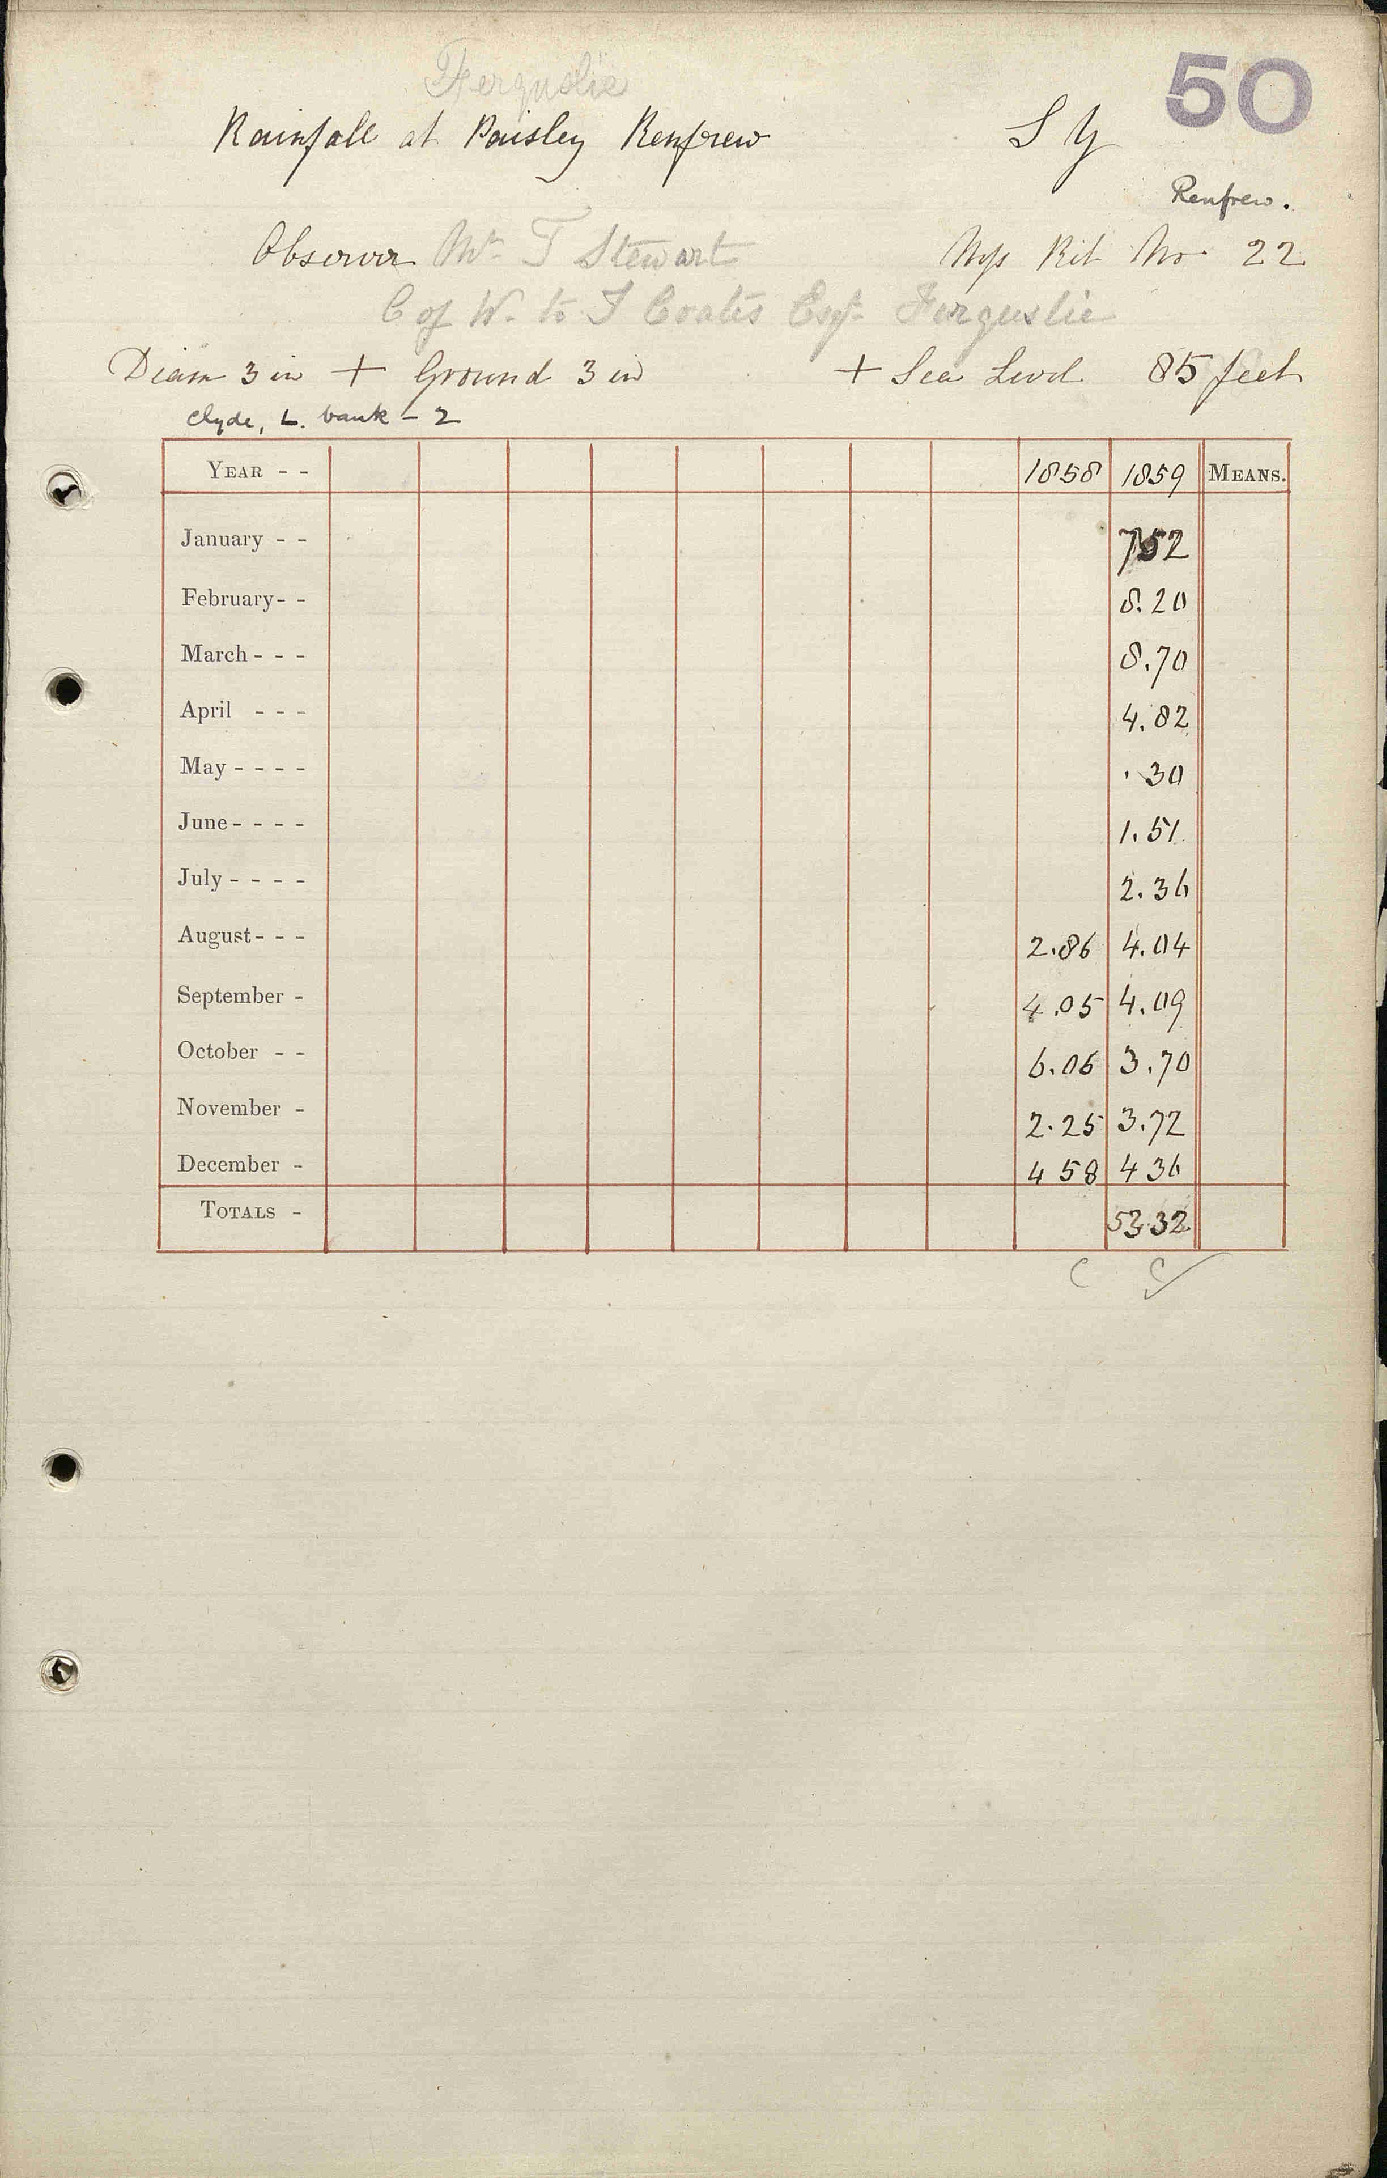 50
Ferguslie
Rainfall at Paisley Renfrew S Y
Renfrew.
Observer Mr. T Stewart Rit No 22
C of W. to T Coates Esqr. Ferguslie
Diam 3 in + Ground 3 in + Sea Level 85 feet
Clyde, L. bank - 2
YEAR - - 1858 1859 MEANS.
January - - 7.52
February - - 8.20
March - - - 8.70
April - - - 4.82
May - - - - .30
June - - - - 1.51
July - - - - 2.36
August - - - 2.86 4.04
September - 4.05 4.09
October - - 6.06 3.70
November - 2.25 3.72
December - 4 58 4 36
TOTALS - 53.32
C C